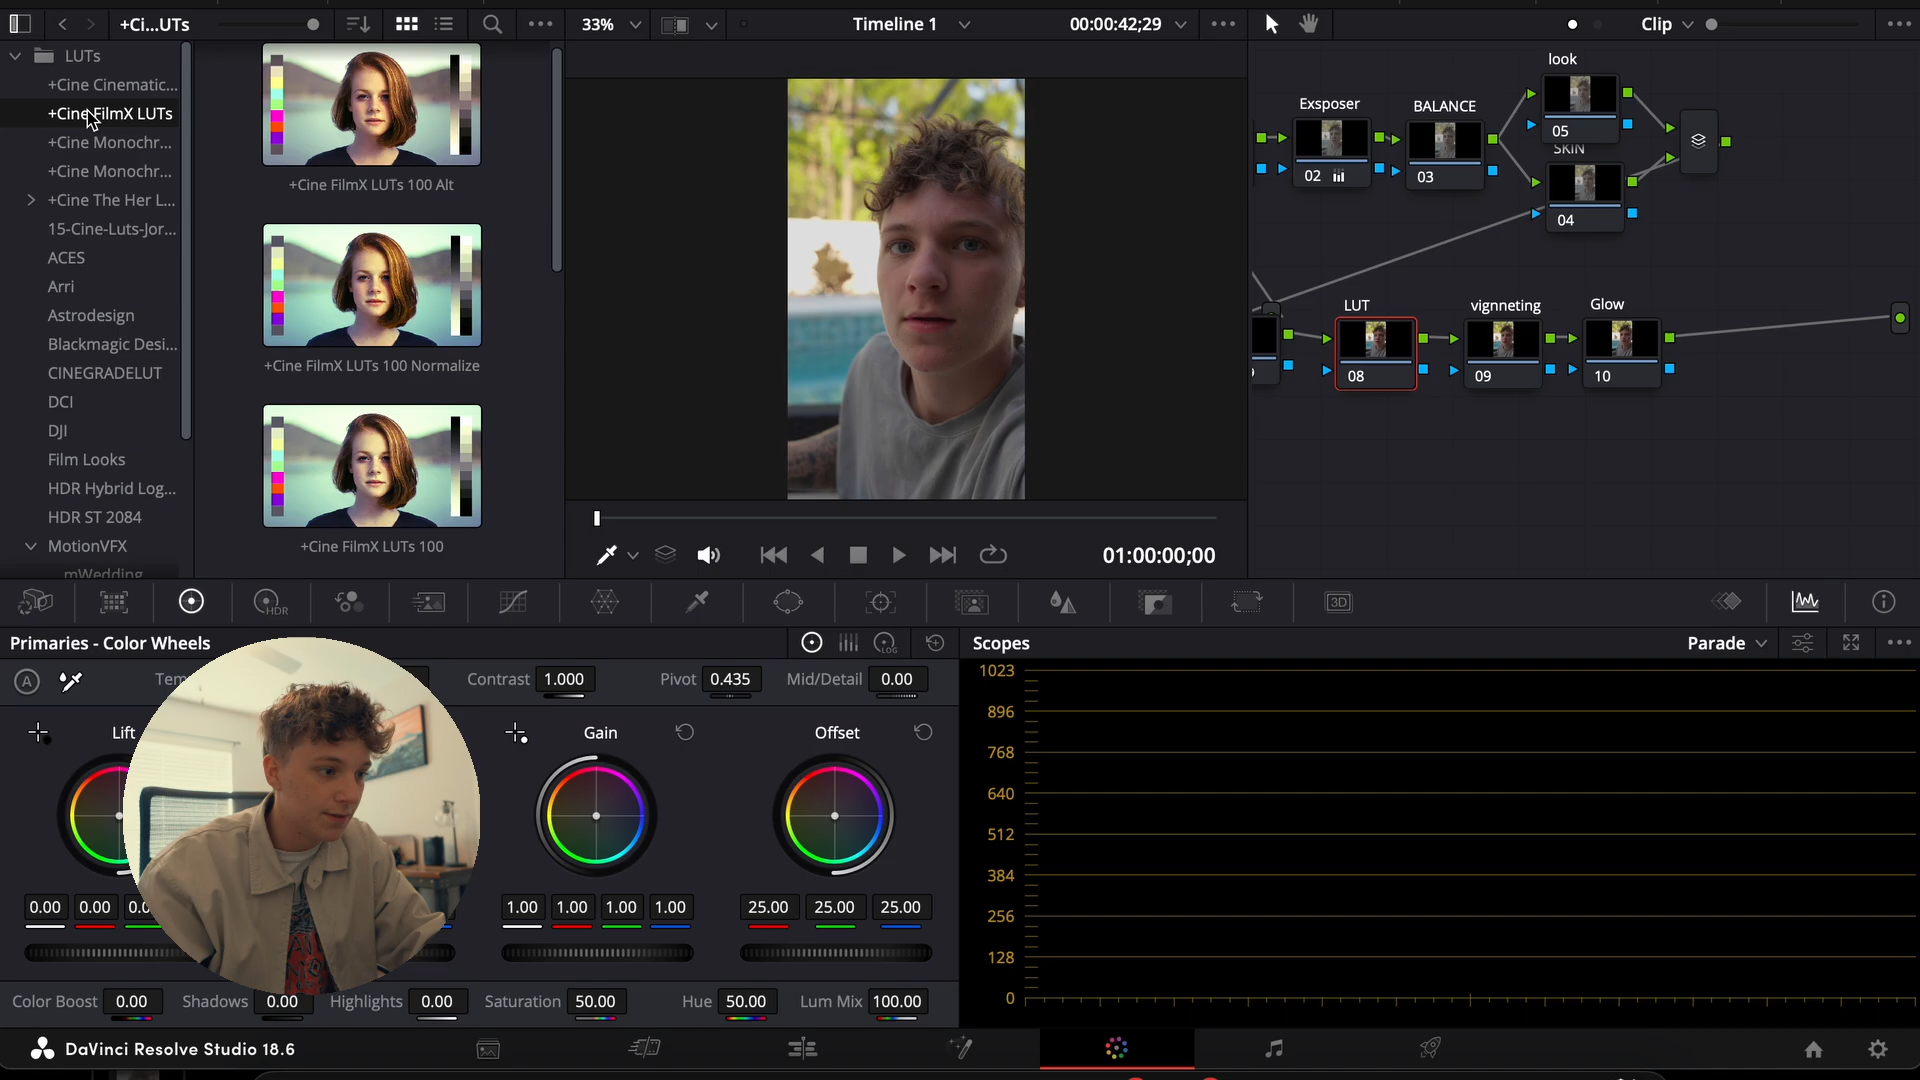 +Ci...UTs
33%
Timeline 1
00:00:42;29
Clip
LUTs
+Cine Cinematic...
+Cine FilmX LUTs
+Cine Monochr...
+Cine Monochr...
+Cine The Her L...
15-Cine-Luts-Jor...
ACES
Arri
Astrodesign
Blackmagic Desi...
CINEGRADELUT
DCI
DJI
Film Looks
HDR Hybrid Log...
HDR ST 2084
MotionVFX
mWedding
+Cine FilmX LUTs 100 Alt
+Cine FilmX LUTs 100 Normalize
+Cine FilmX LUTs 100
01:00:00;00
look
Exsposer
BALANCE
05
SKIN
02
03
04
LUT
vignneting
Glow
08
09
10
HDR
3D
Primaries - Color Wheels
LOG
Scopes
Parade
A
Contrast 1.000
Pivot 0.435
Mid/Detail 0.00
Lift
Gain
Offset
0.00 0.00
1.00 1.00 1.00 1.00
25.00 25.00 25.00
Color Boost 0.00
Shadows 0.00
Highlights 0.00
Saturation 50.00
Hue 50.00
Lum Mix 100.00
1023
896
768
640
512
384
256
128
0
DaVinci Resolve Studio 18.6